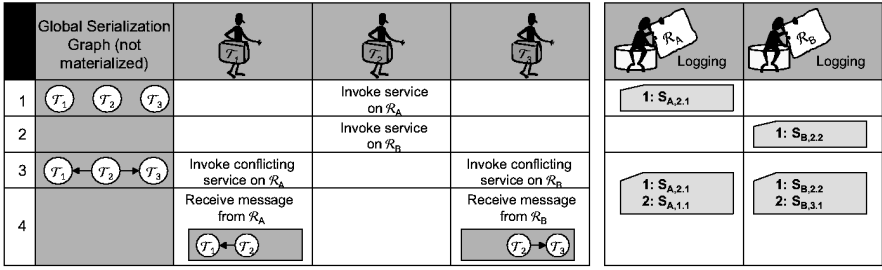 Global Serialization
Graph (not
materialized)
𝒯1
𝒯2
𝒯3
ℛA
Logging
ℛB
Logging
1
𝒯1 𝒯2 𝒯3
Invoke service
on ℛA
1: SA,2.1
2
Invoke service
on ℛB
1: SB,2.2
3
𝒯1 𝒯2 𝒯3
Invoke conflicting
service on ℛA
Invoke conflicting
service on ℛB
1: SA,2.1
2: SA,1.1
1: SB,2.2
2: SB,3.1
4
Receive message
from ℛA
𝒯1 𝒯2
Receive message
from ℛB
𝒯2 𝒯3